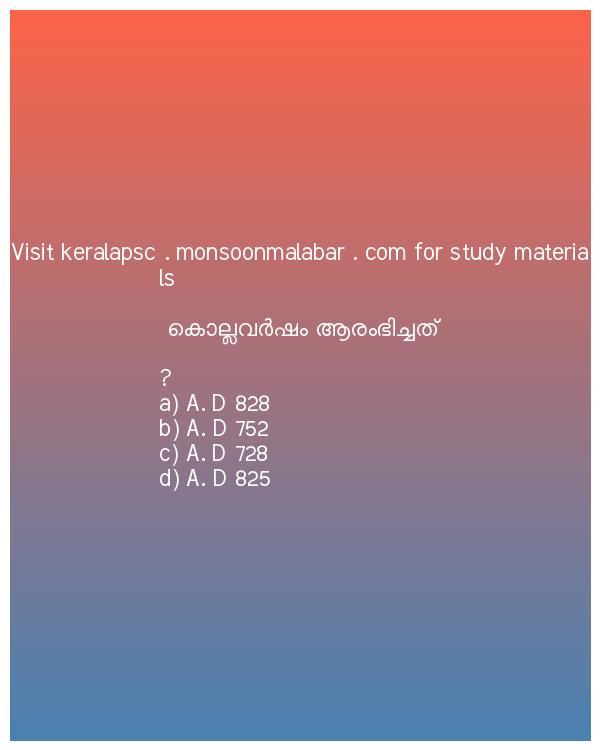 Visit keralapsc . monsoonmalabar . com for study materia
ls
കൊല്ലവർഷം ആരംഭിച്ചത്
?
a) A. D 828
b) A. D 752
c) A. D 728
d) A. D 825